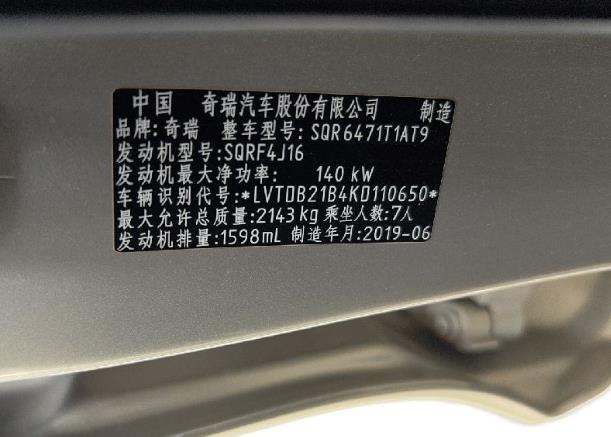 中国 奇瑞汽车股份有限公司 制造
品牌:奇瑞 整车型号:SQR6471T1AT9
发动机型号:SQRF4J16
发动机最大净功率: 140 kW
车辆识别代号:*LVTDB21B4KD110650*
最大允许总质量:2143 kg 乘坐人数:7人
发动机排量:1598mL 制造年月:2019-06